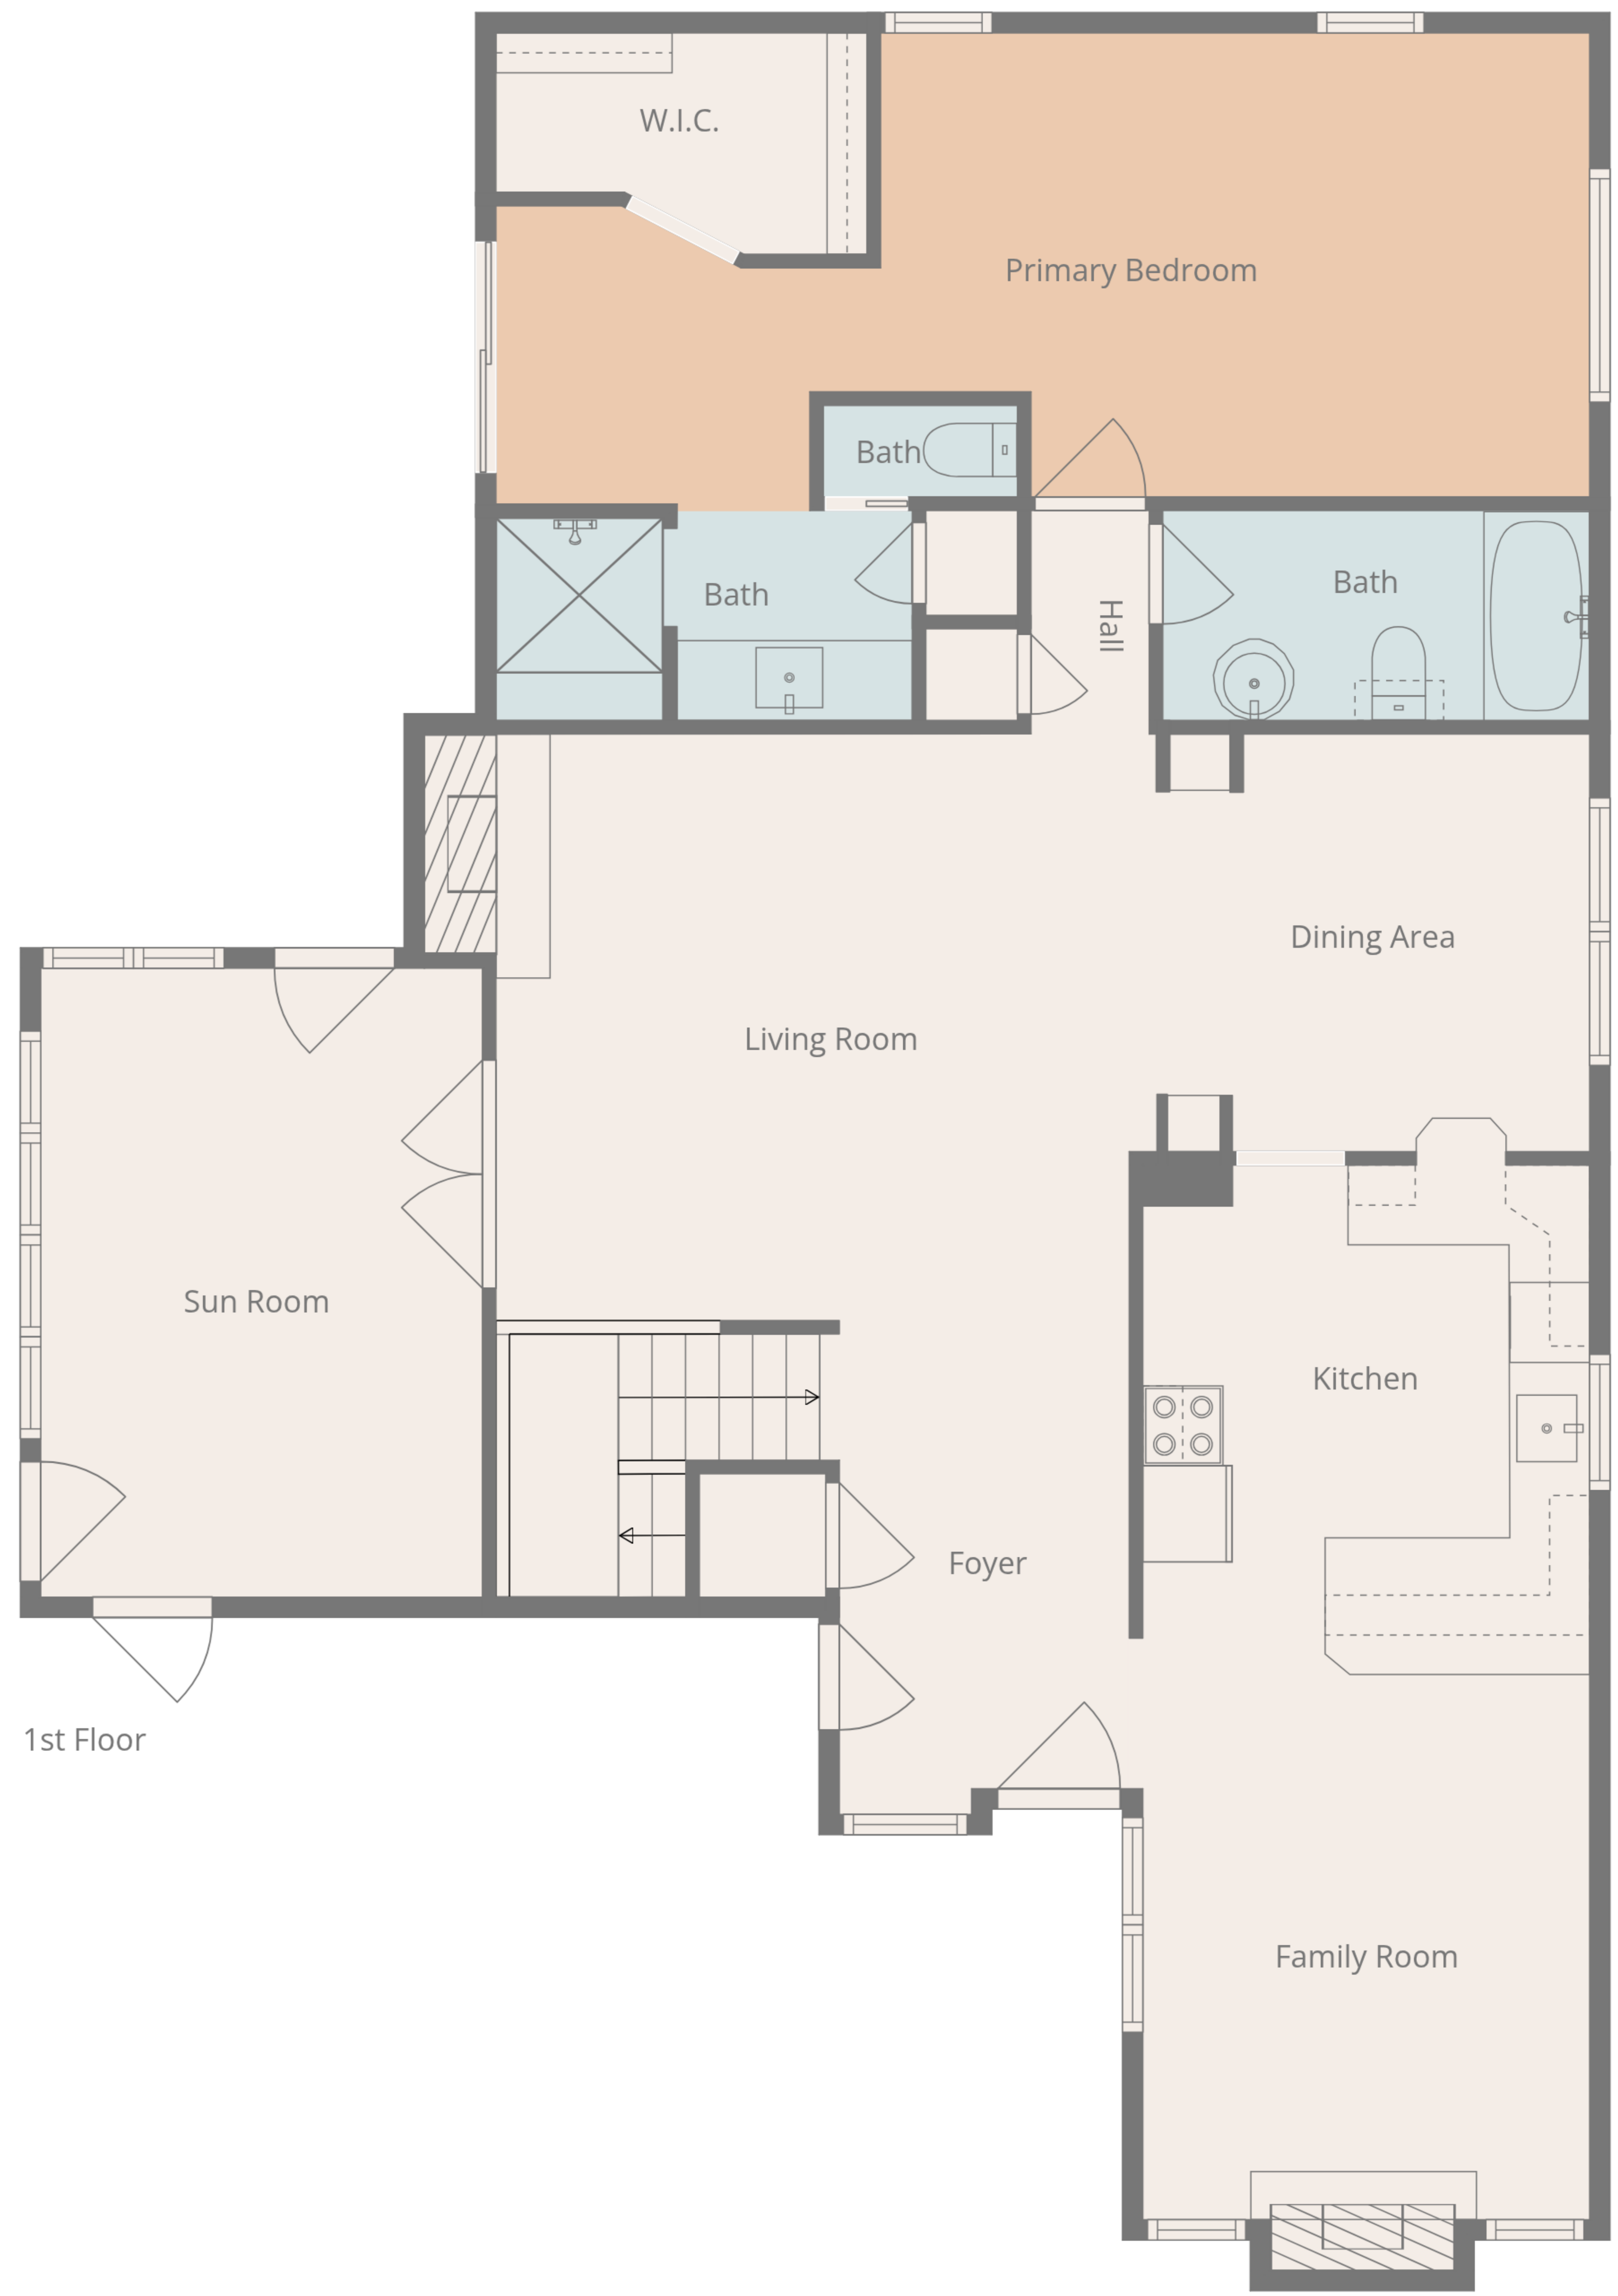 W.I.C.
Primary Bedroom
Bath
Bath
Bath
Hall
Dining Area
Living Room
Sun Room
Kitchen
Foyer
1st Floor
Family Room